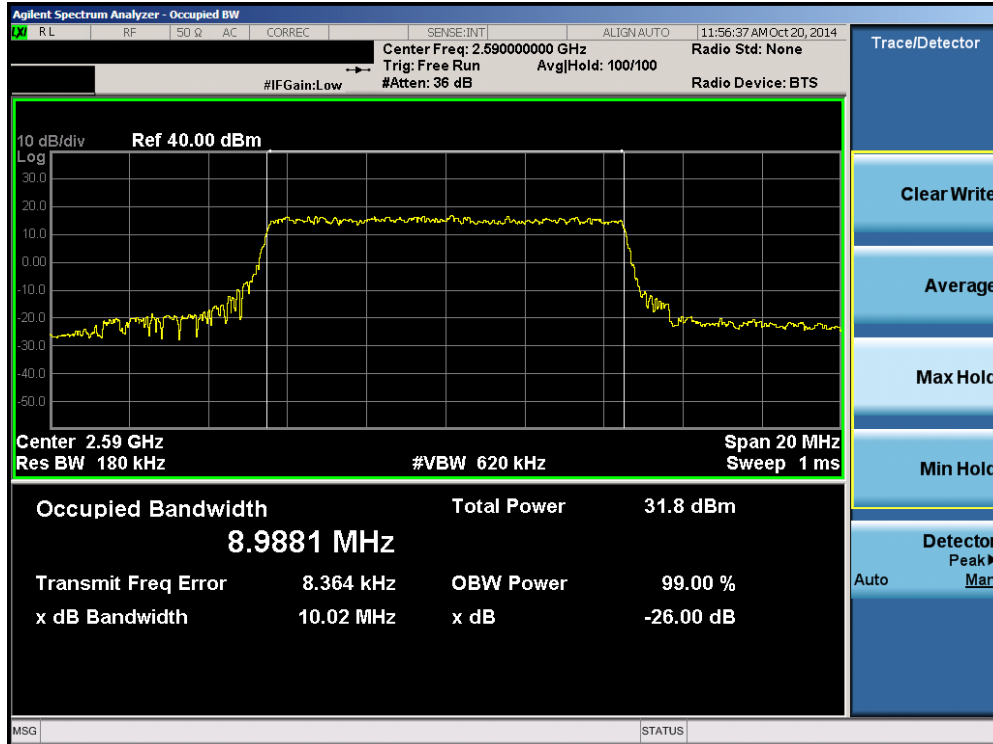 Agilent Spectrum Analyzer - Occupied BW
LXI RL RF 50 Ω AC CORREC SENSE:INT ALIGN AUTO 11:56:37 AM Oct 20, 2014
Center Freq: 2.590000000 GHz Radio Std: None
Trig: Free Run Avg|Hold: 100/100
#IFGain:Low #Atten: 36 dB Radio Device: BTS
10 dB/div Ref 40.00 dBm
Log
30.0
20.0
10.0
0.00
-10.0
-20.0
-30.0
-40.0
-50.0
Center 2.59 GHz Span 20 MHz
Res BW 180 kHz #VBW 620 kHz Sweep 1 ms
Occupied Bandwidth Total Power 31.8 dBm
8.9881 MHz
Transmit Freq Error 8.364 kHz OBW Power 99.00 %
x dB Bandwidth 10.02 MHz x dB -26.00 dB
Trace/Detector
Clear Write
Average
Max Hold
Min Hold
Detector
Peak▶
Auto Man
MSG STATUS